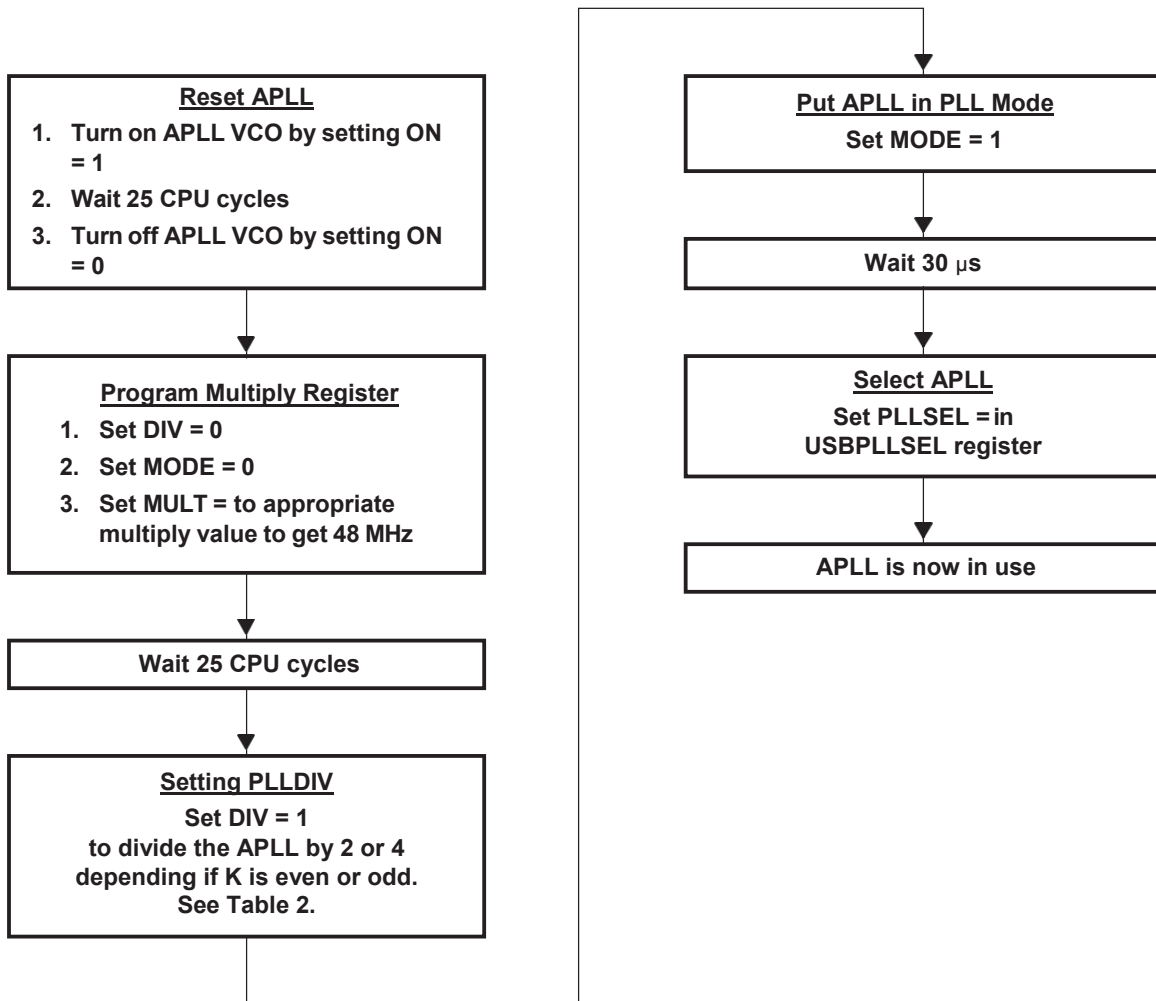 Reset APLL
1. Turn on APLL VCO by setting ON
= 1
2. Wait 25 CPU cycles
3. Turn off APLL VCO by setting ON
= 0
Program Multiply Register
1. Set DIV = 0
2. Set MODE = 0
3. Set MULT = to appropriate
multiply value to get 48 MHz
Wait 25 CPU cycles
Setting PLLDIV
Set DIV = 1
to divide the APLL by 2 or 4
depending if K is even or odd.
See Table 2.
Put APLL in PLL Mode
Set MODE = 1
Wait 30 µs
Select APLL
Set PLLSEL = in
USBPLLSEL register
APLL is now in use